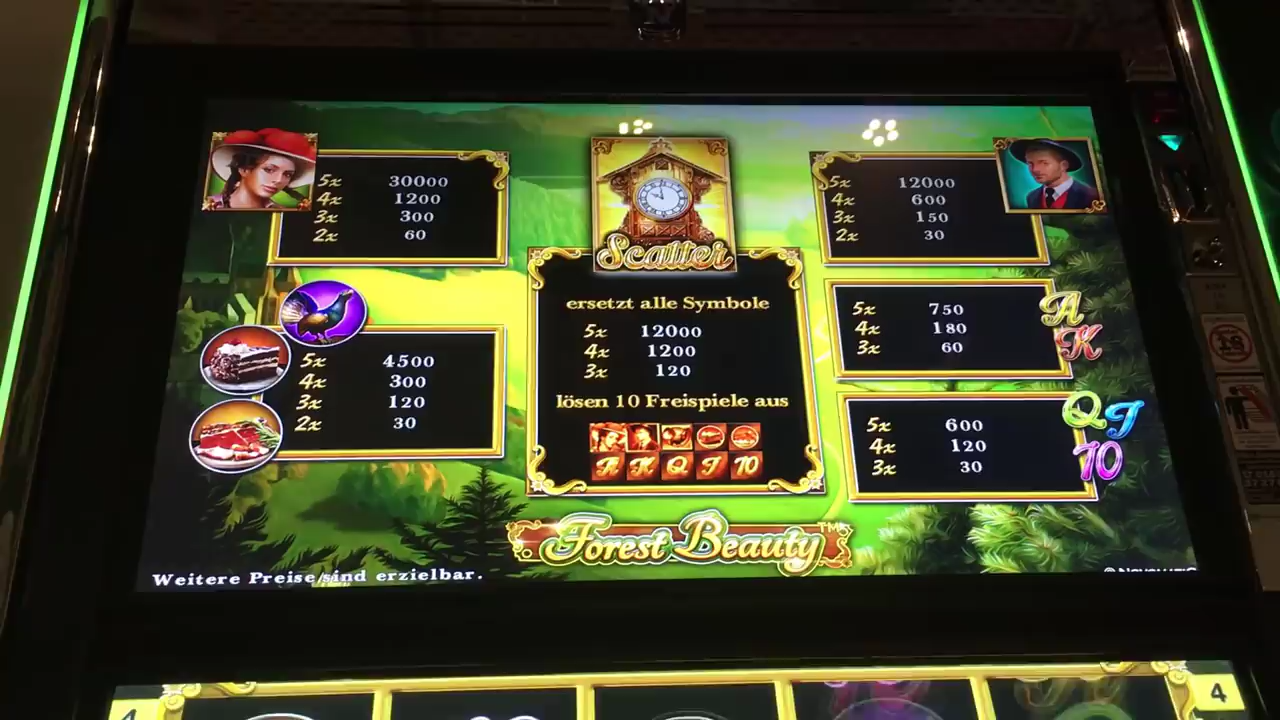 5x 30000
4x 1200
3x 300
2x 60
Scatter
5x 12000
4x 600
3x 150
2x 30
ersetzt alle Symbole
5x 12000
4x 1200
3x 120
lösen 10 Freispiele aus
A K Q J 10
5x 4500
4x 300
3x 120
2x 30
5x 750
4x 180
3x 60
A
K
5x 600
4x 120
3x 30
Q J
10
Forest Beauty™
Weitere Preise sind erzielbar.
© NOVOMATIC
4
4